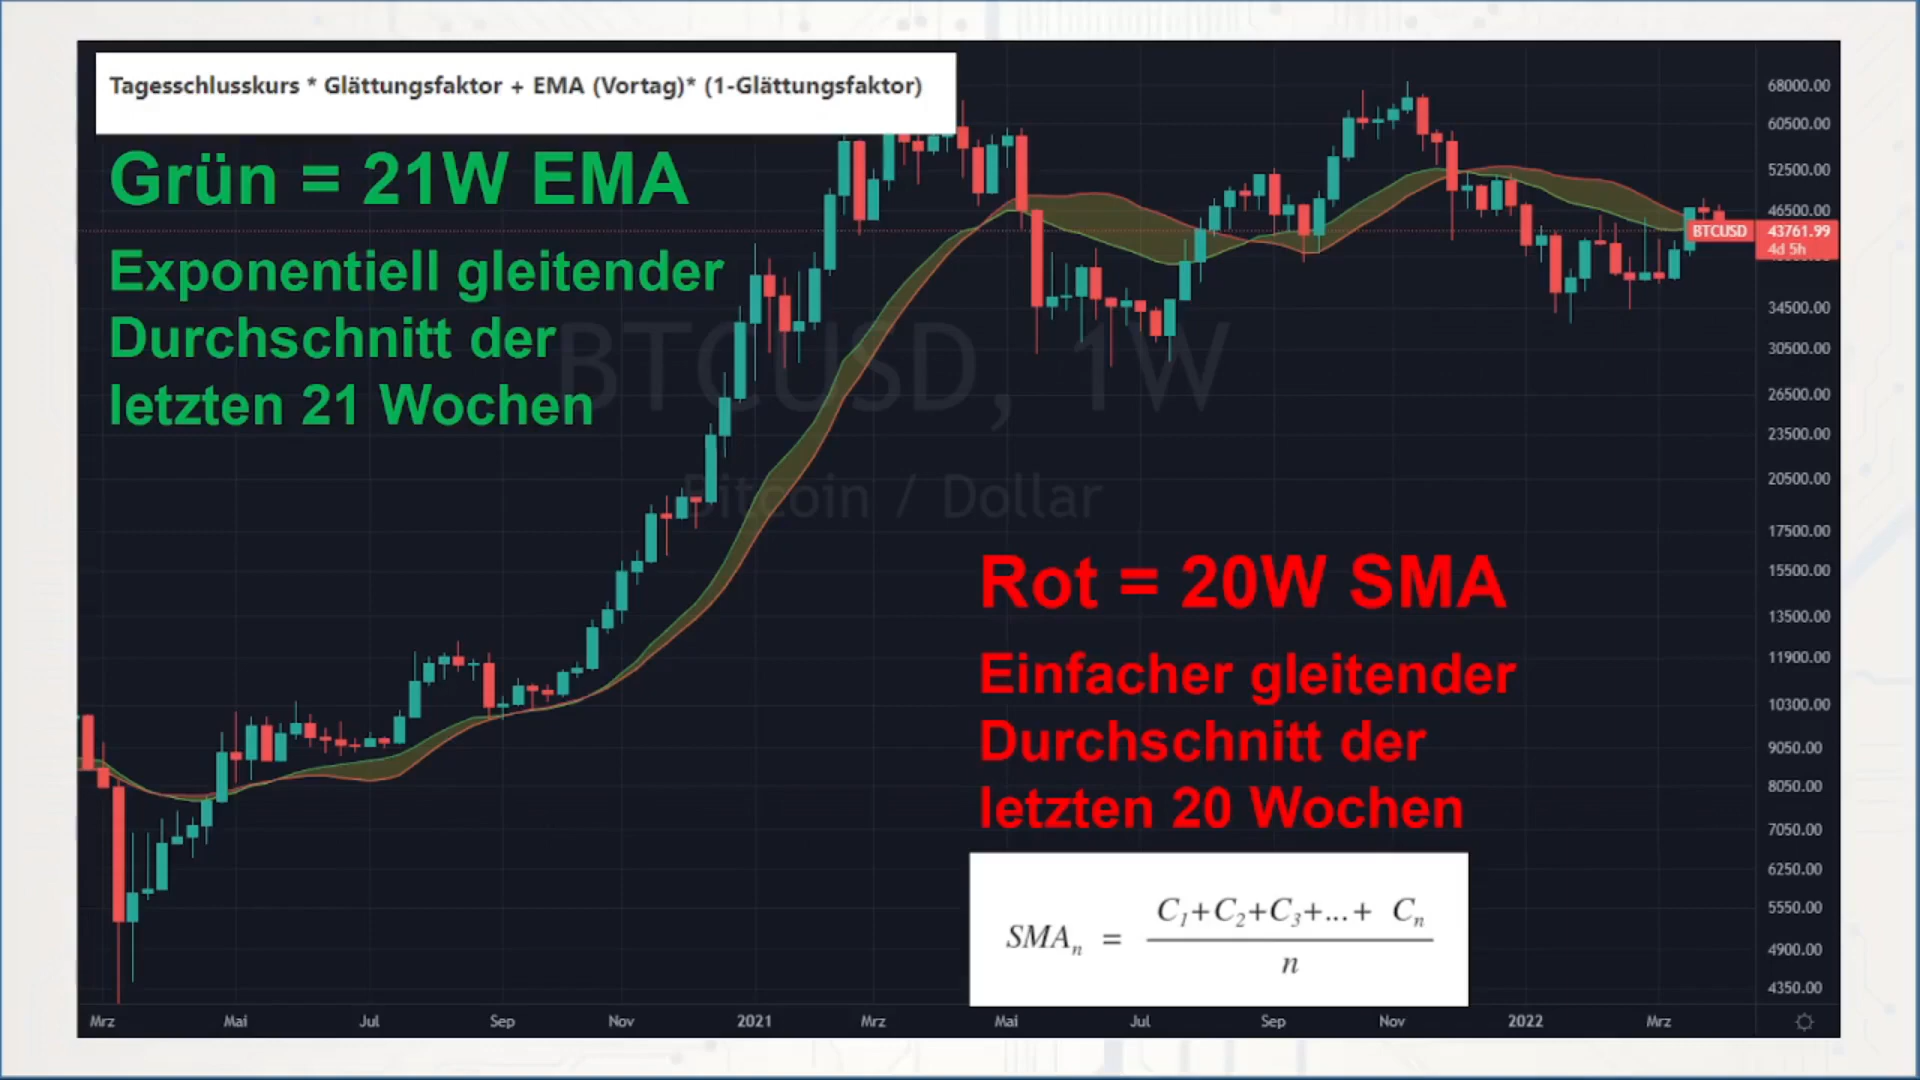 Tagesschlusskurs * Glättungsfaktor + EMA (Vortag)* (1-Glättungsfaktor)
Grün = 21W EMA
Exponentiell gleitender
Durchschnitt der
letzten 21 Wochen
BTCUSD, 1W
Bitcoin / Dollar
Rot = 20W SMA
Einfacher gleitender
Durchschnitt der
letzten 20 Wochen
SMAₙ = C₁+C₂+C₃+...+ Cₙ
n
68000.00
60500.00
52500.00
46500.00
BTCUSD 43761.99
4d 5h
34500.00
30500.00
26500.00
23500.00
20500.00
17500.00
15500.00
13500.00
11900.00
10300.00
9050.00
8050.00
7050.00
6250.00
5550.00
4900.00
4350.00
Mrz Mai Jul Sep Nov 2021 Mrz Mai Jul Sep Nov 2022 Mrz